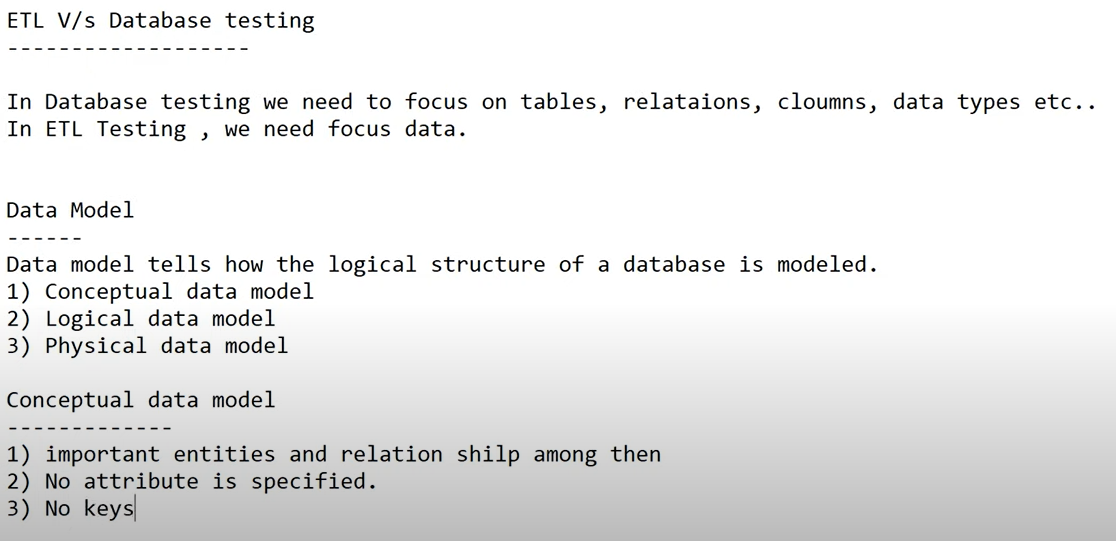 ETL V/s Database testing
-------------------
In Database testing we need to focus on tables, relataions, cloumns, data types etc..
In ETL Testing , we need focus data.
Data Model
------
Data model tells how the logical structure of a database is modeled.
1) Conceptual data model
2) Logical data model
3) Physical data model
Conceptual data model
-------------
1) important entities and relation shilp among then
2) No attribute is specified.
3) No keys